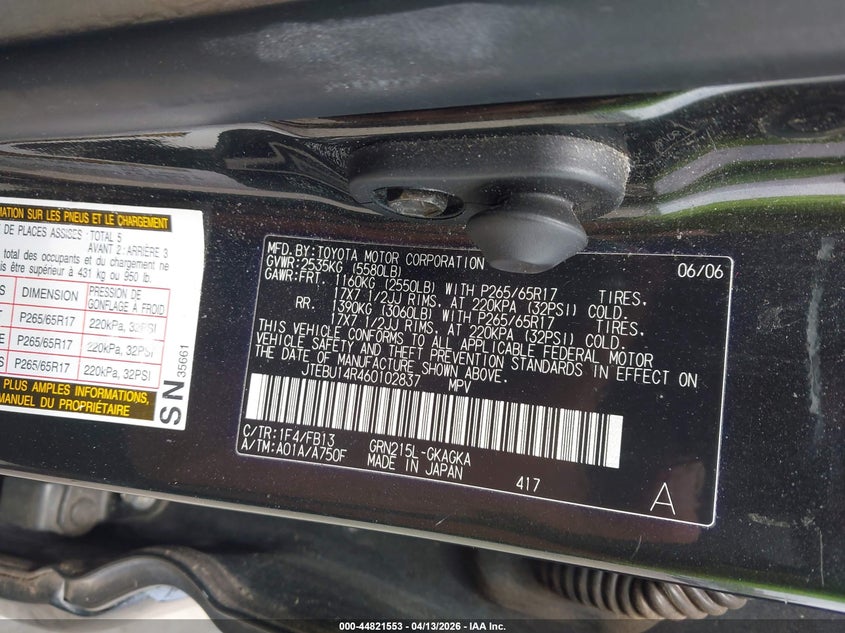 MATION SUR LES PNEUS ET LE CHARGEMENT
DE PLACES ASSISES : TOTAL 5
AVANT 2 : ARRIÈRE 3
total des occupants et du chargement ne
is être supérieur à 431 kg ou 950 lb.
DIMENSION
PRESSION DE GONFLAGE À FROID
P265/65R17 220kPa, 32PSI
P265/65R17 220kPa, 32PSI
P265/65R17 220kPa, 32PSI
PLUS AMPLES INFORMATIONS,
MANUEL DU PROPRIÉTAIRE
SN 35661
MFD. BY: TOYOTA MOTOR CORPORATION 06/06
GVWR: 2535KG (5580LB)
GAWR: FRT. 1160KG (2550LB) WITH P265/65R17 TIRES.
17X7 1/2JJ RIMS, AT 220KPA (32PSI) COLD.
RR. 1390KG (3060LB) WITH P265/65R17 TIRES.
17X7 1/2JJ RIMS, AT 220KPA (32PSI) COLD.
THIS VEHICLE CONFORMS TO ALL APPLICABLE FEDERAL MOTOR
VEHICLE SAFETY AND BUMPER STANDARDS IN EFFECT ON
THE DATE OF MANUFACTURE SHOWN ABOVE.
JTEBU14R460102837 MPV
C/TR:1F4/FB13 GRN215L-GKAGKA
A/TM:A01A/A750F MADE IN JAPAN 417 A
000-44821553 - 04/13/2026 - IAA Inc.